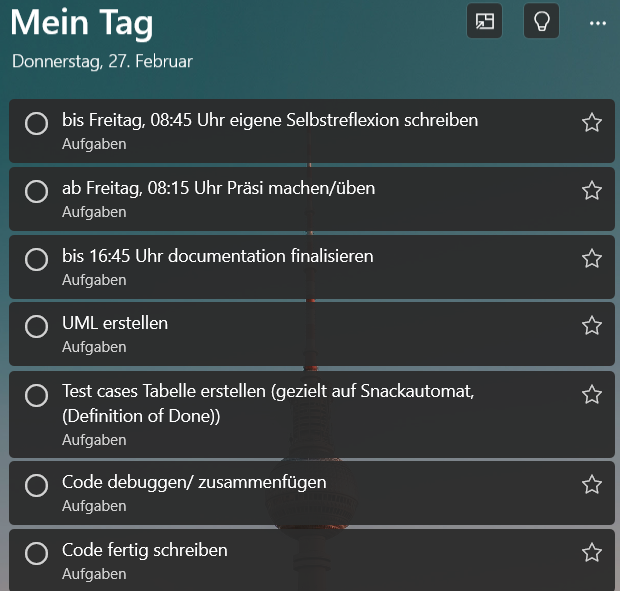 Mein Tag
Donnerstag, 27. Februar
bis Freitag, 08:45 Uhr eigene Selbstreflexion schreiben
Aufgaben
ab Freitag, 08:15 Uhr Präsi machen/üben
Aufgaben
bis 16:45 Uhr documentation finalisieren
Aufgaben
UML erstellen
Aufgaben
Test cases Tabelle erstellen (gezielt auf Snackautomat,
(Definition of Done))
Aufgaben
Code debuggen/ zusammenfügen
Aufgaben
Code fertig schreiben
Aufgaben